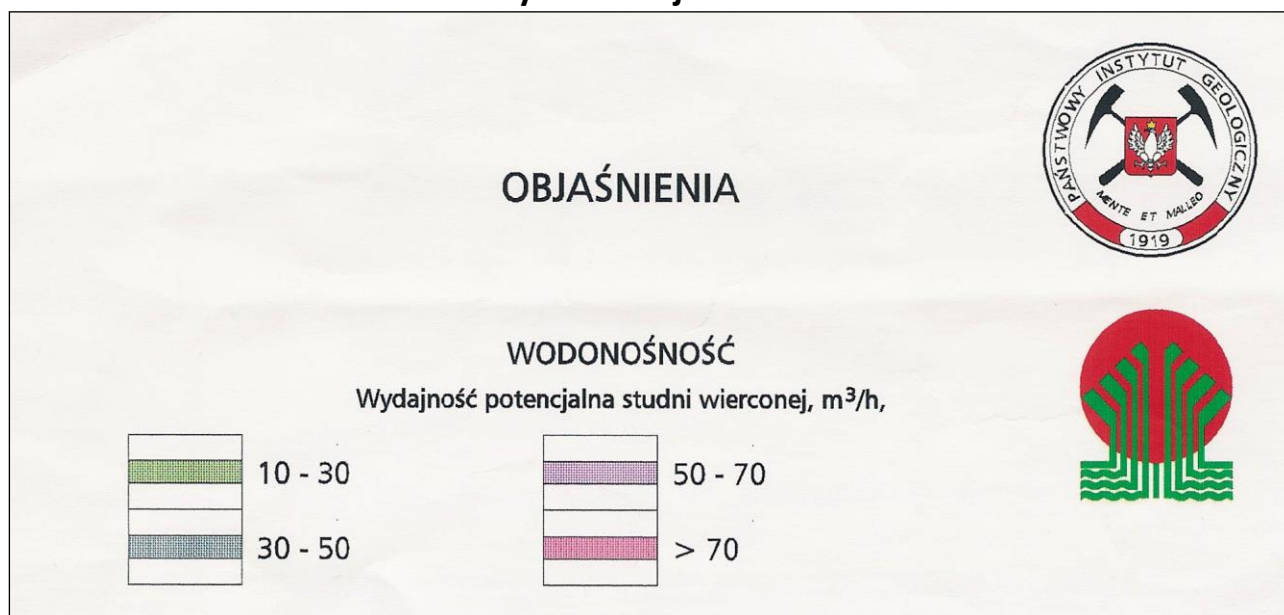 PAŃSTWOWY INSTYTUT GEOLOGICZNY
MENTE ET MALLEO
1919
OBJAŚNIENIA
WODONOŚNOŚĆ
Wydajność potencjalna studni wierconej, m³/h,
10 - 30
50 - 70
30 - 50
> 70